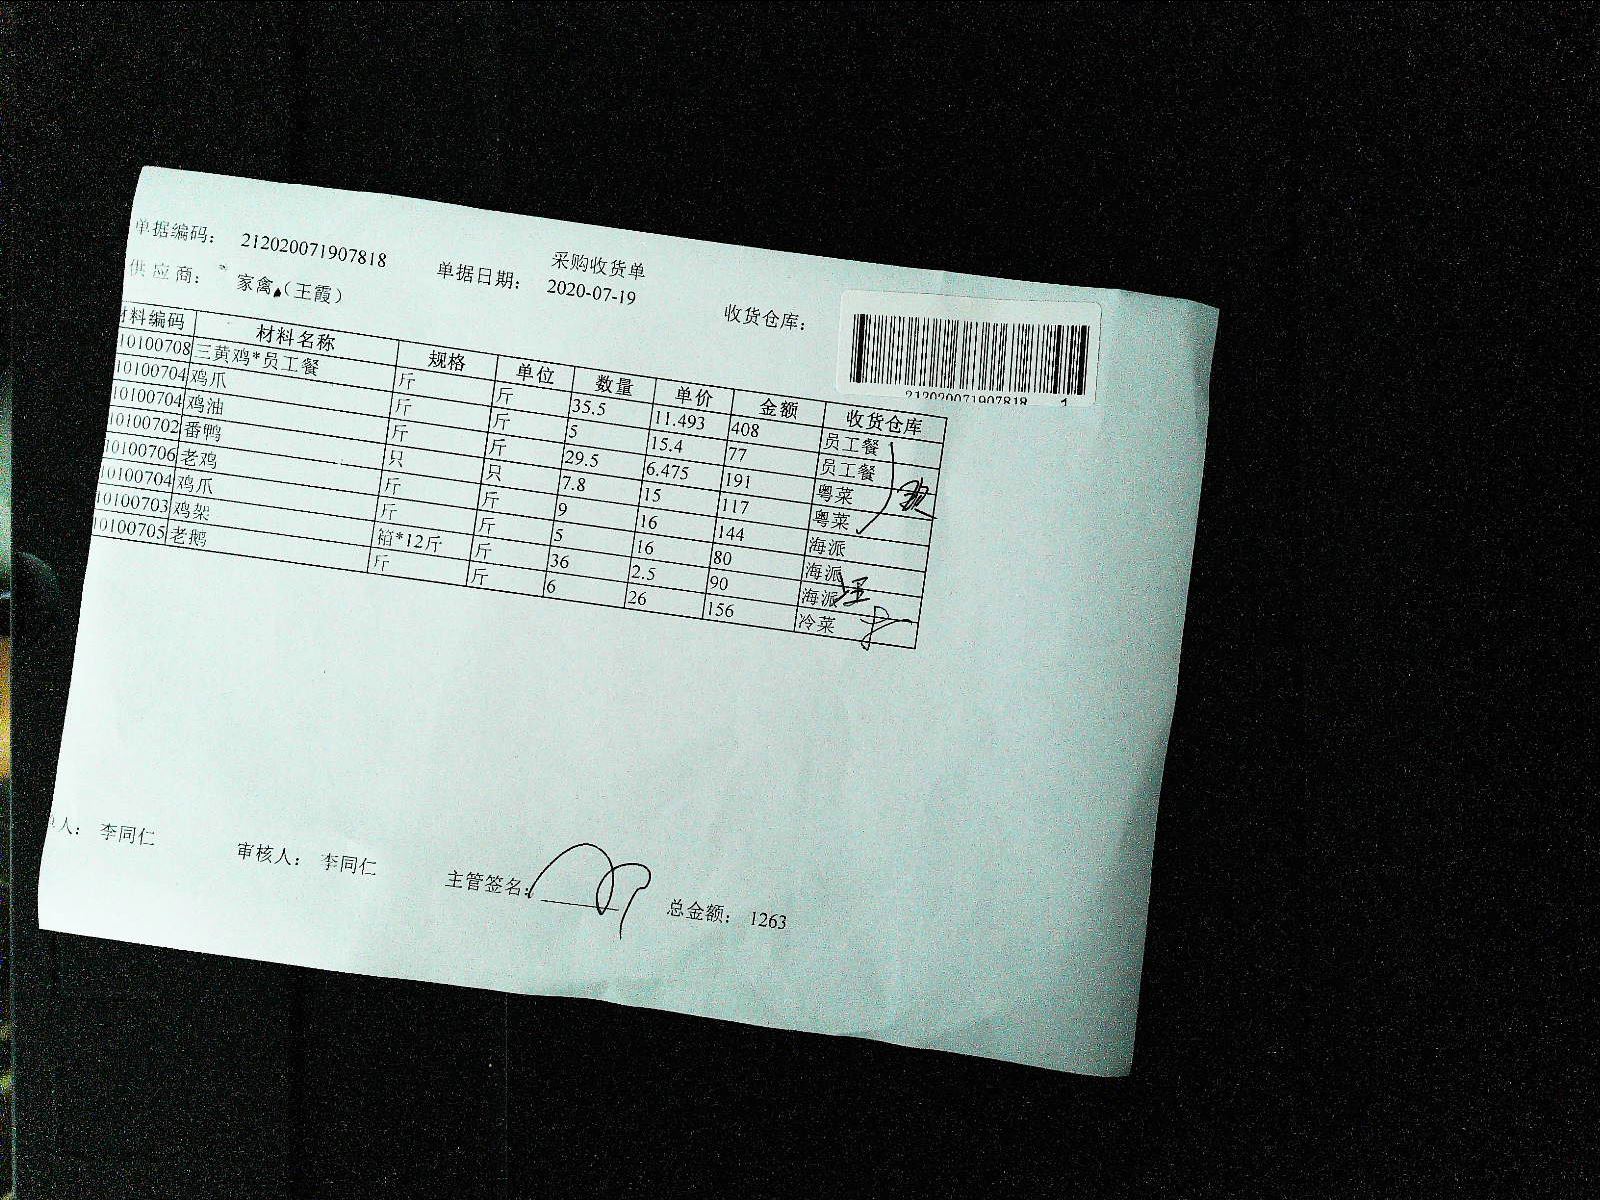 采购收货单
单据编码： 212020071907818 单据日期： 2020-07-19 收货仓库：
供应商： 家禽（王霞）
212020071907818 1
材料编码 材料名称 规格 单位 数量 单价 金额 收货仓库
10100708 三黄鸡*员工餐 斤 斤 35.5 11.493 408 员工餐
10100704 鸡爪 斤 斤 5 15.4 77 员工餐
10100704 鸡油 斤 斤 29.5 6.475 191 粤菜
10100702 番鸭 只 只 7.8 15 117 粤菜
10100706 老鸡 斤 斤 9 16 144 海派
10100704 鸡爪 斤 斤 5 16 80 海派
10100703 鸡架 箱*12斤 斤 36 2.5 90 海派
10100705 老鹅 斤 斤 6 26 156 冷菜
人： 李同仁 审核人： 李同仁 主管签名： 总金额： 1263